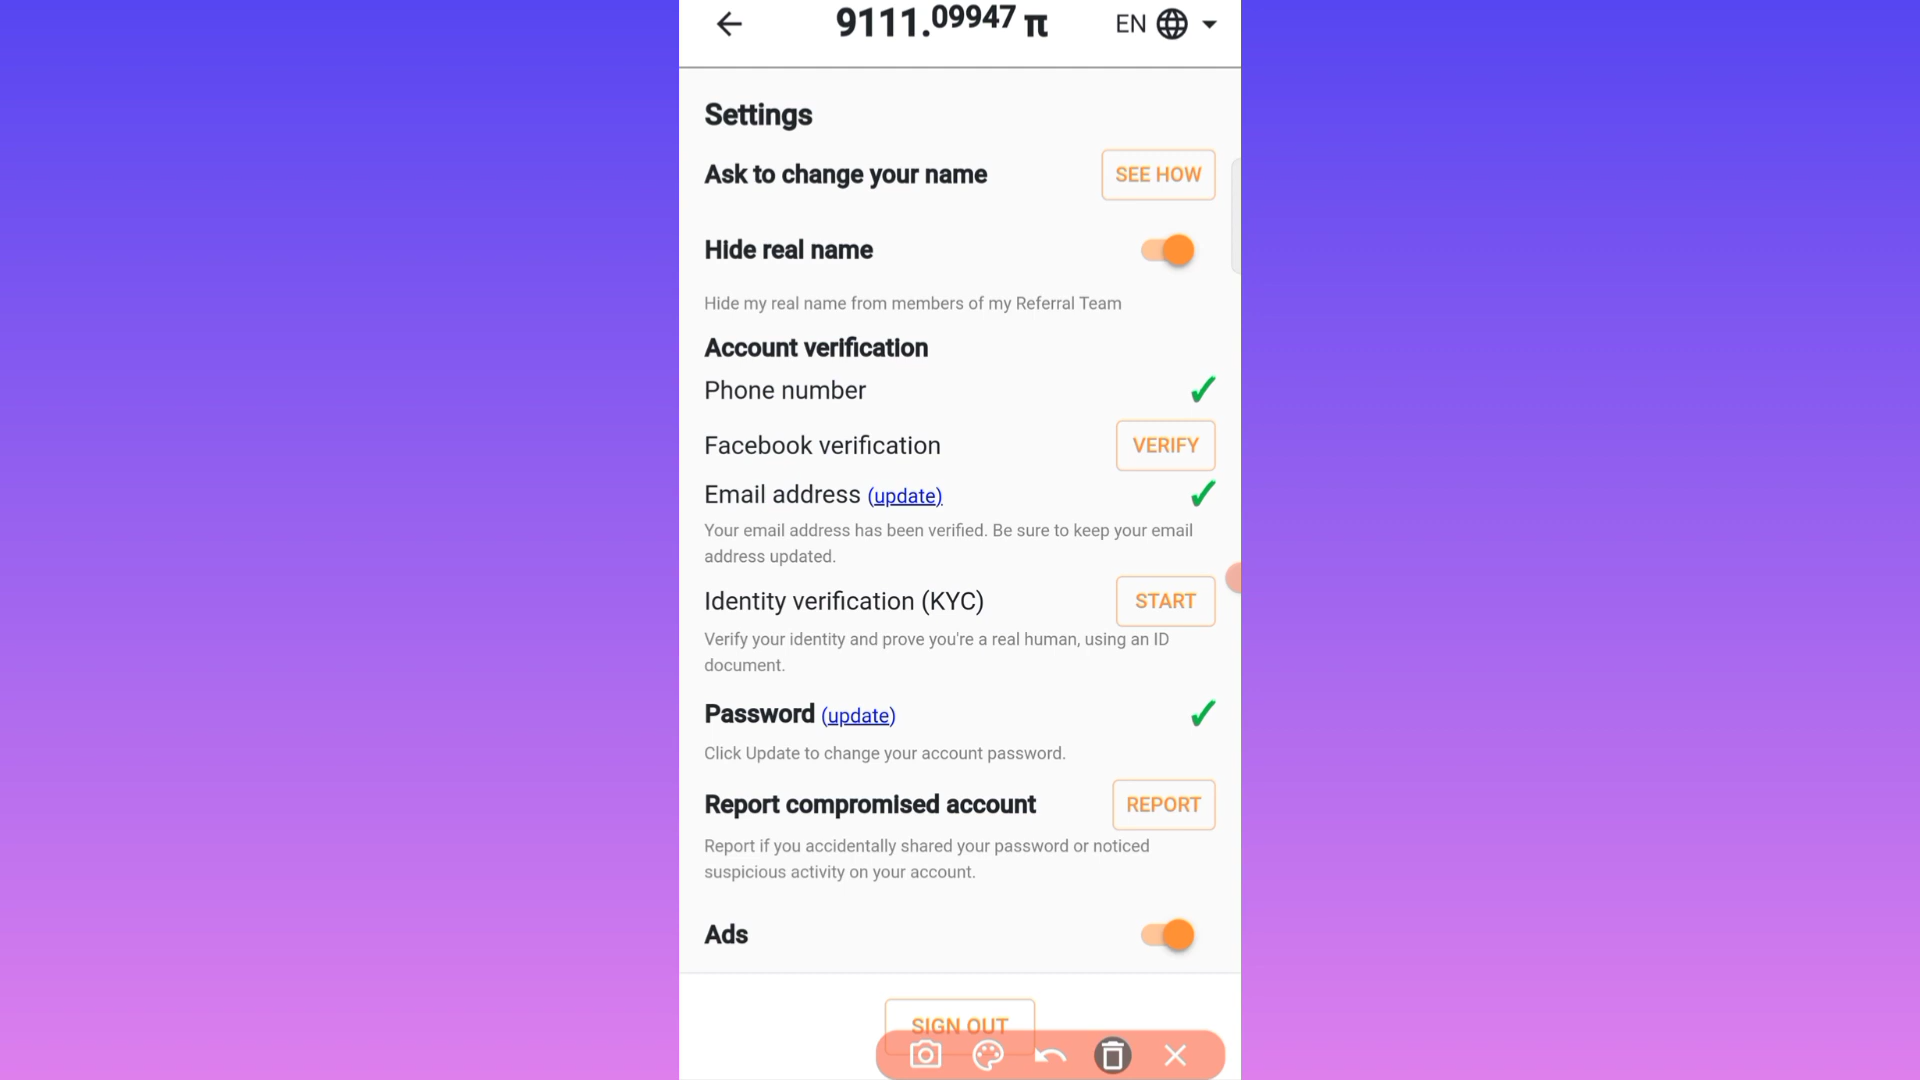 9111.09947 π EN
Settings
Ask to change your name SEE HOW
Hide real name
Hide my real name from members of my Referral Team
Account verification
Phone number
Facebook verification VERIFY
Email address (update)
Your email address has been verified. Be sure to keep your email
address updated.
Identity verification (KYC) START
Verify your identity and prove you're a real human, using an ID
document.
Password (update)
Click Update to change your account password.
Report compromised account REPORT
Report if you accidentally shared your password or noticed
suspicious activity on your account.
Ads
SIGN OUT